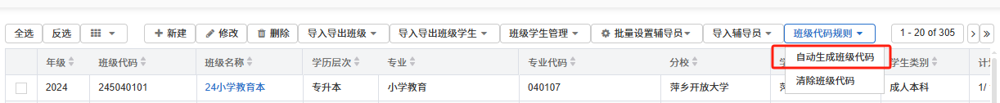 全选 反选 新建 修改 删除 导入导出班级 导入导出班级学生 班级学生管理 批量设置辅导员 导入辅导员 班级代码规则 1 - 20 of 305
年级 班级代码 班级名称 学历层次 专业 专业代码 分校 学生类别
自动生成班级代码
2024 245040101 24小学教育本 专升本 小学教育 040107 萍乡开放大学 成人本科 1/
清除班级代码